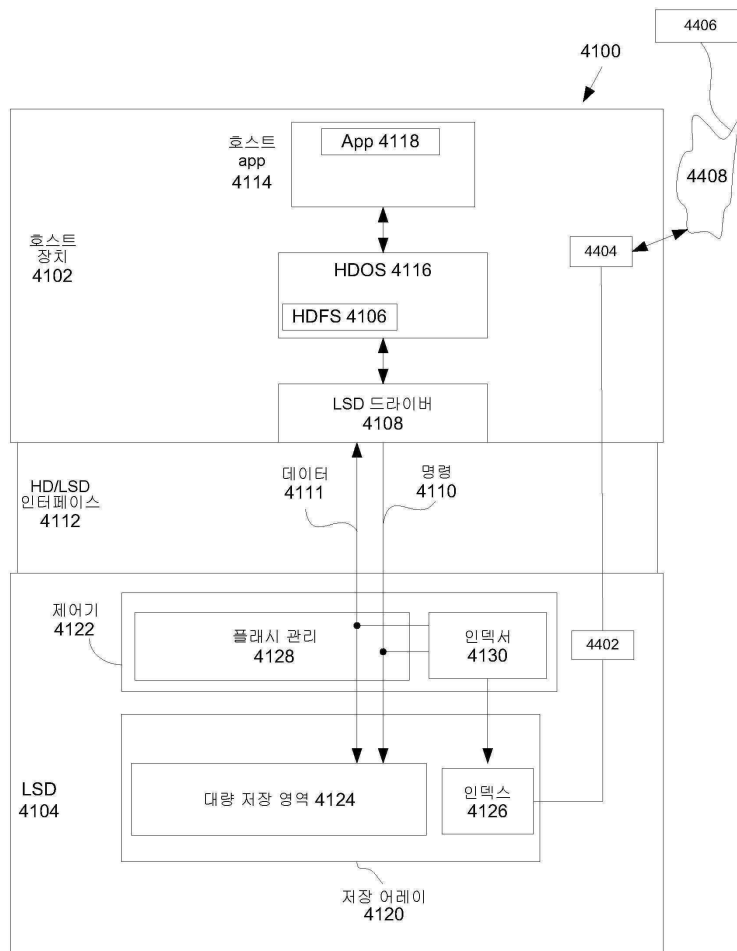 4406
4100
4408
호스트
app
4114
App 4118
호스트
장치
4102
HDOS 4116
HDFS 4106
4404
LSD 드라이버
4108
HD/LSD
인터페이스
4112
데이터
4111
명령
4110
제어기
4122
플래시 관리
4128
인덱서
4130
4402
LSD
4104
대량 저장 영역 4124
인덱스
4126
저장 어레이
4120